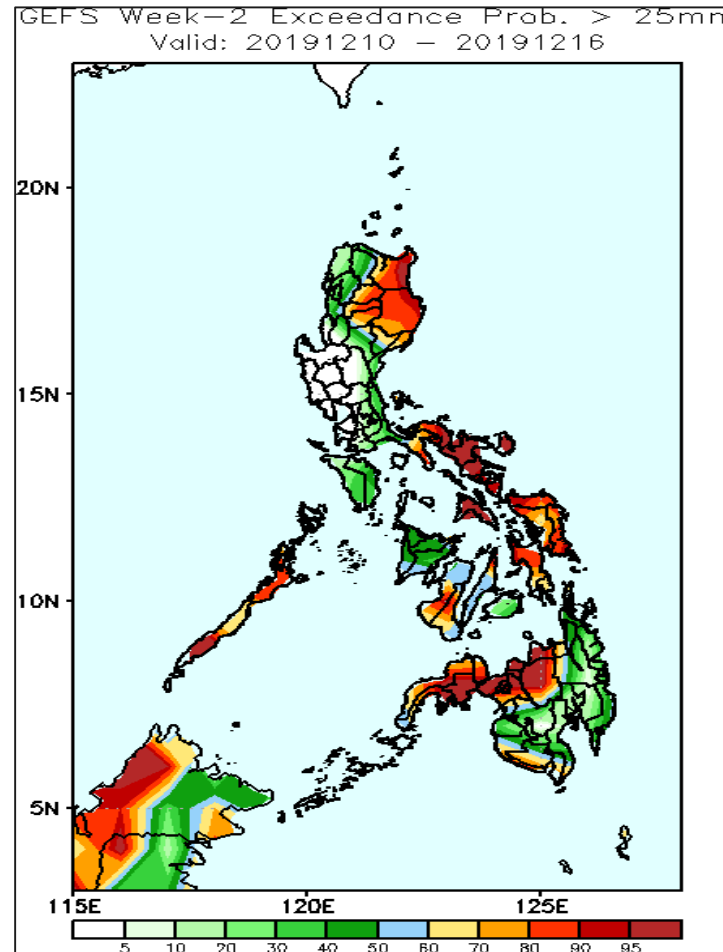 GEFS Week-2 Exceedance Prob. > 25mm
Valid: 20191210 - 20191216
20N
15N
10N
5N
115E 120E 125E
5 10 20 30 40 50 60 70 80 90 95